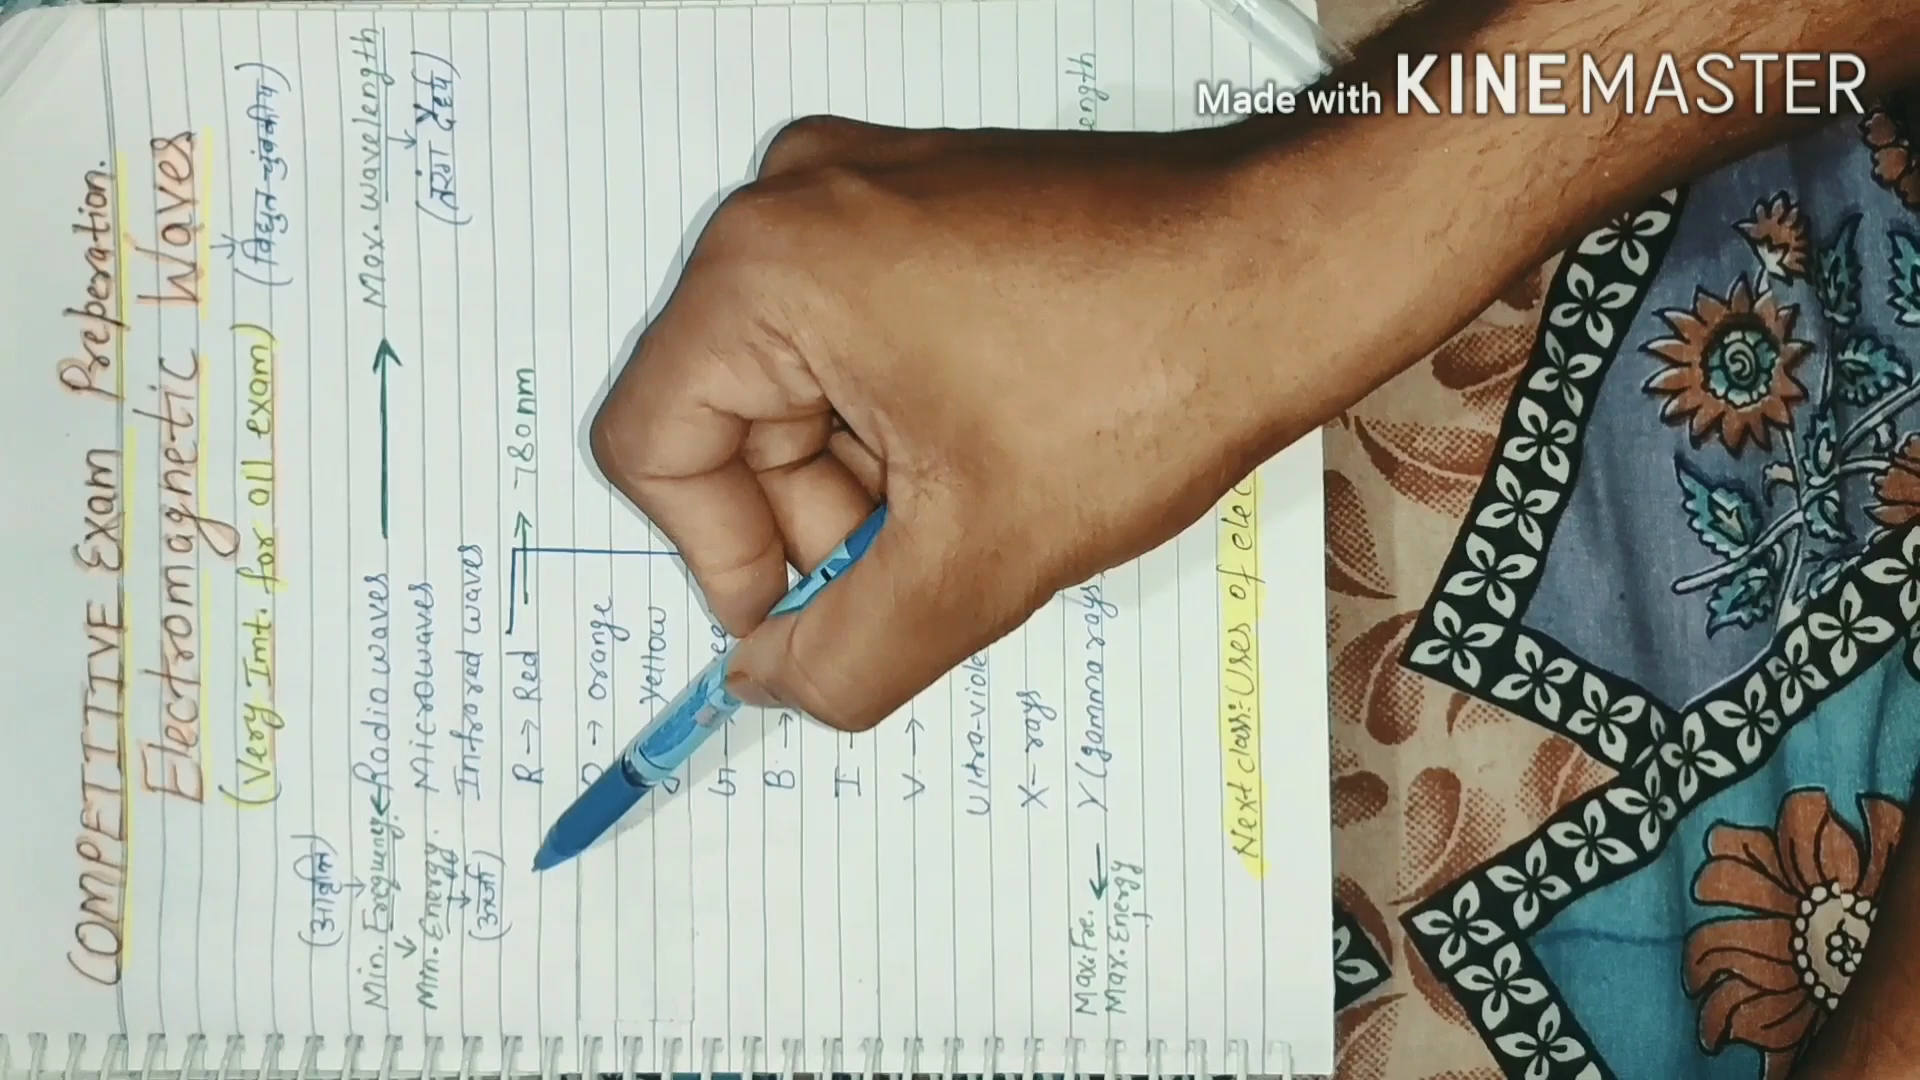 Made with KINEMASTER
COMPETITIVE Exam Preperation.
Electromagnetic Waves
(Very Imt. for all exam) (विद्युत-चुंबकीय)
(आवृत्ति)
Min. Frequency ← Radio waves → Max. wavelength
Min. Energy. Microwaves (तरंग दैर्ध्य)
(ऊर्जा) Infrared waves
R → Red → 780nm
O → orange
Yellow
G →
B →
I
V →
Ultra-viole
X-rays
Max. Fre. ← γ (gamma rays ength
Max. Energy
Next class:- Uses of elec